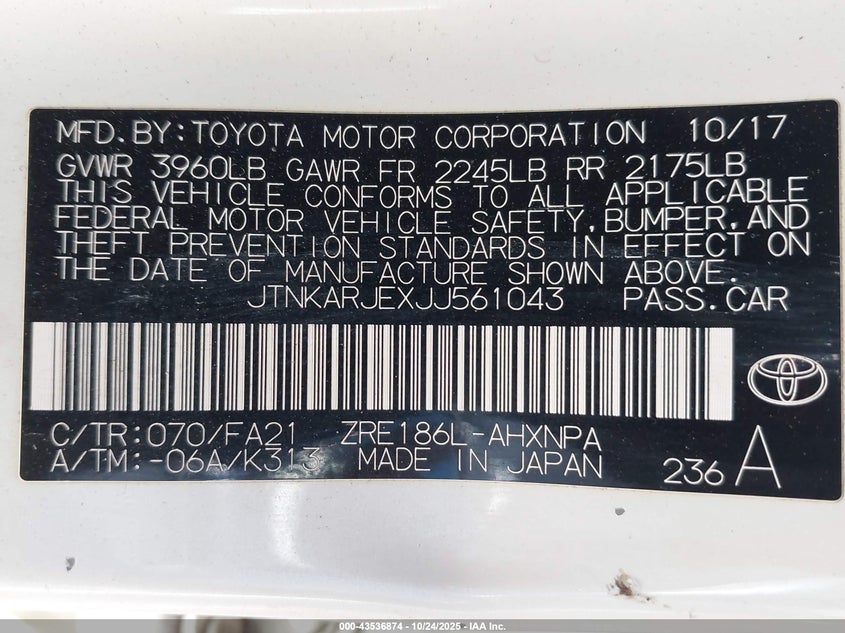 MFD.BY:TOYOTA MOTOR CORPORATION 10/17
GVWR 3960LB GAWR FR 2245LB RR 2175LB
THIS VEHICLE CONFORMS TO ALL APPLICABLE
FEDERAL MOTOR VEHICLE SAFETY,BUMPER,AND
THEFT PREVENTION STANDARDS IN EFFECT ON
THE DATE OF MANUFACTURE SHOWN ABOVE.
JTNKARJEXJJ561043 PASS.CAR
C/TR:070/FA21 ZRE186L-AHXNPA
A/TM:-06A/K313 MADE IN JAPAN 236 A
000-43536874 - 10/24/2025 - IAA Inc.